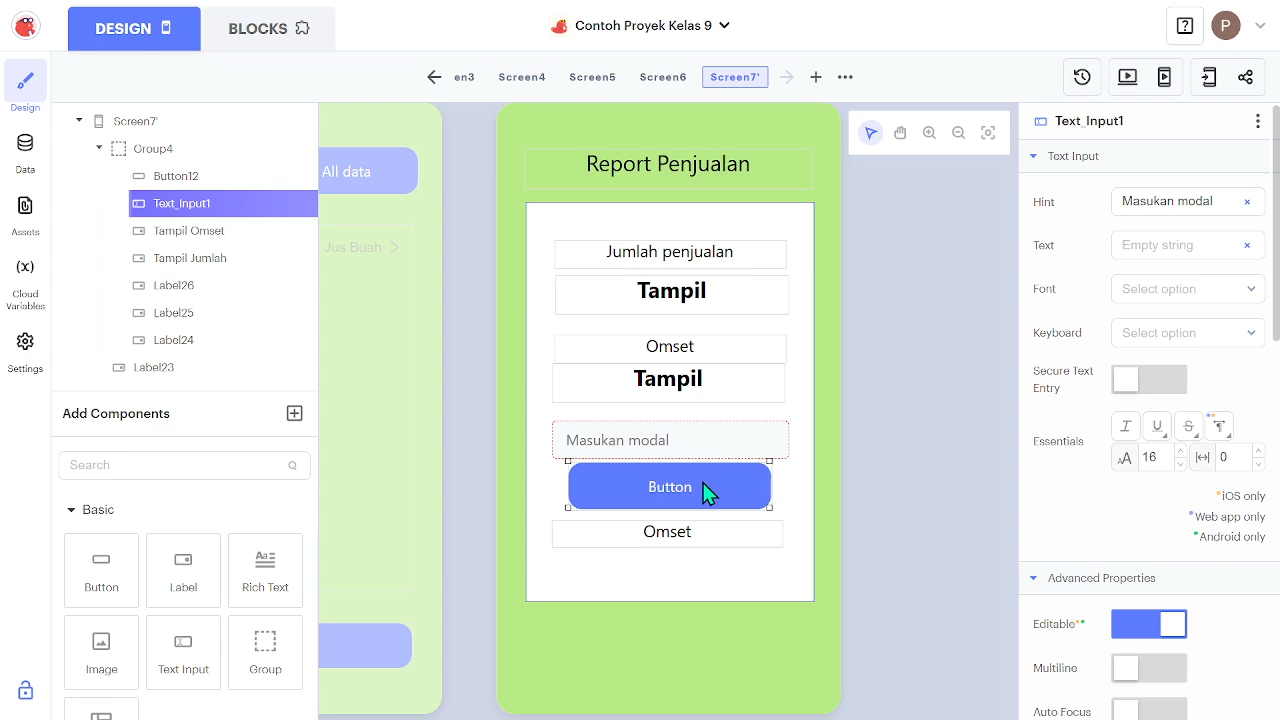 DESIGN
BLOCKS
Contoh Proyek Kelas 9
P
en3
Screen4
Screen5
Screen6
Screen7'
Design
Data
Assets
Cloud
Variables
Settings
Screen7'
Group4
Button12
Text_Input1
Tampil Omset
Tampil Jumlah
Label26
Label25
Label24
Label23
Add Components
Search
Basic
Button
Label
Rich Text
Image
Text Input
Group
All data
Jus Buah
Report Penjualan
Jumlah penjualan
Tampil
Omset
Tampil
Masukan modal
Button
Omset
Text_Input1
Text Input
Hint
Masukan modal
Text
Empty string
Font
Select option
Keyboard
Select option
Secure Text
Entry
Essentials
16
0
*iOS only
*Web app only
*Android only
Advanced Properties
Editable
Multiline
Auto Focus